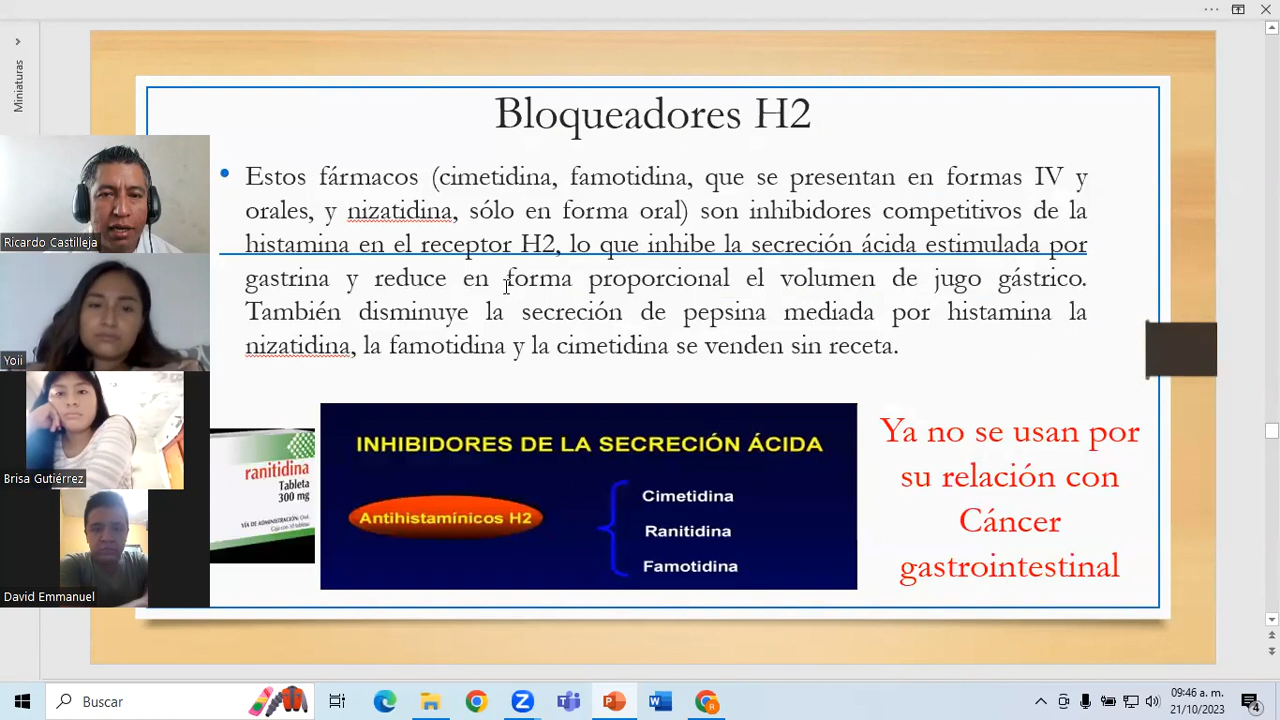 Miniaturas
Bloqueadores H2
• Estos fármacos (cimetidina, famotidina, que se presentan en formas IV y
orales, y nizatidina, sólo en forma oral) son inhibidores competitivos de la
histamina en el receptor H2, lo que inhibe la secreción ácida estimulada por
gastrina y reduce en forma proporcional el volumen de jugo gástrico.
También disminuye la secreción de pepsina mediada por histamina la
nizatidina, la famotidina y la cimetidina se venden sin receta.
Ricardo Castilleja
Yoii
Brisa Gutiérrez
David Emmanuel
ranitidina
Tableta
300 mg
VÍA DE ADMINISTRACIÓN: Oral
INHIBIDORES DE LA SECRECIÓN ÁCIDA
Antihistamínicos H2
Cimetidina
Ranitidina
Famotidina
Ya no se usan por
su relación con
Cáncer
gastrointestinal
Buscar
09:46 a. m.
21/10/2023
4